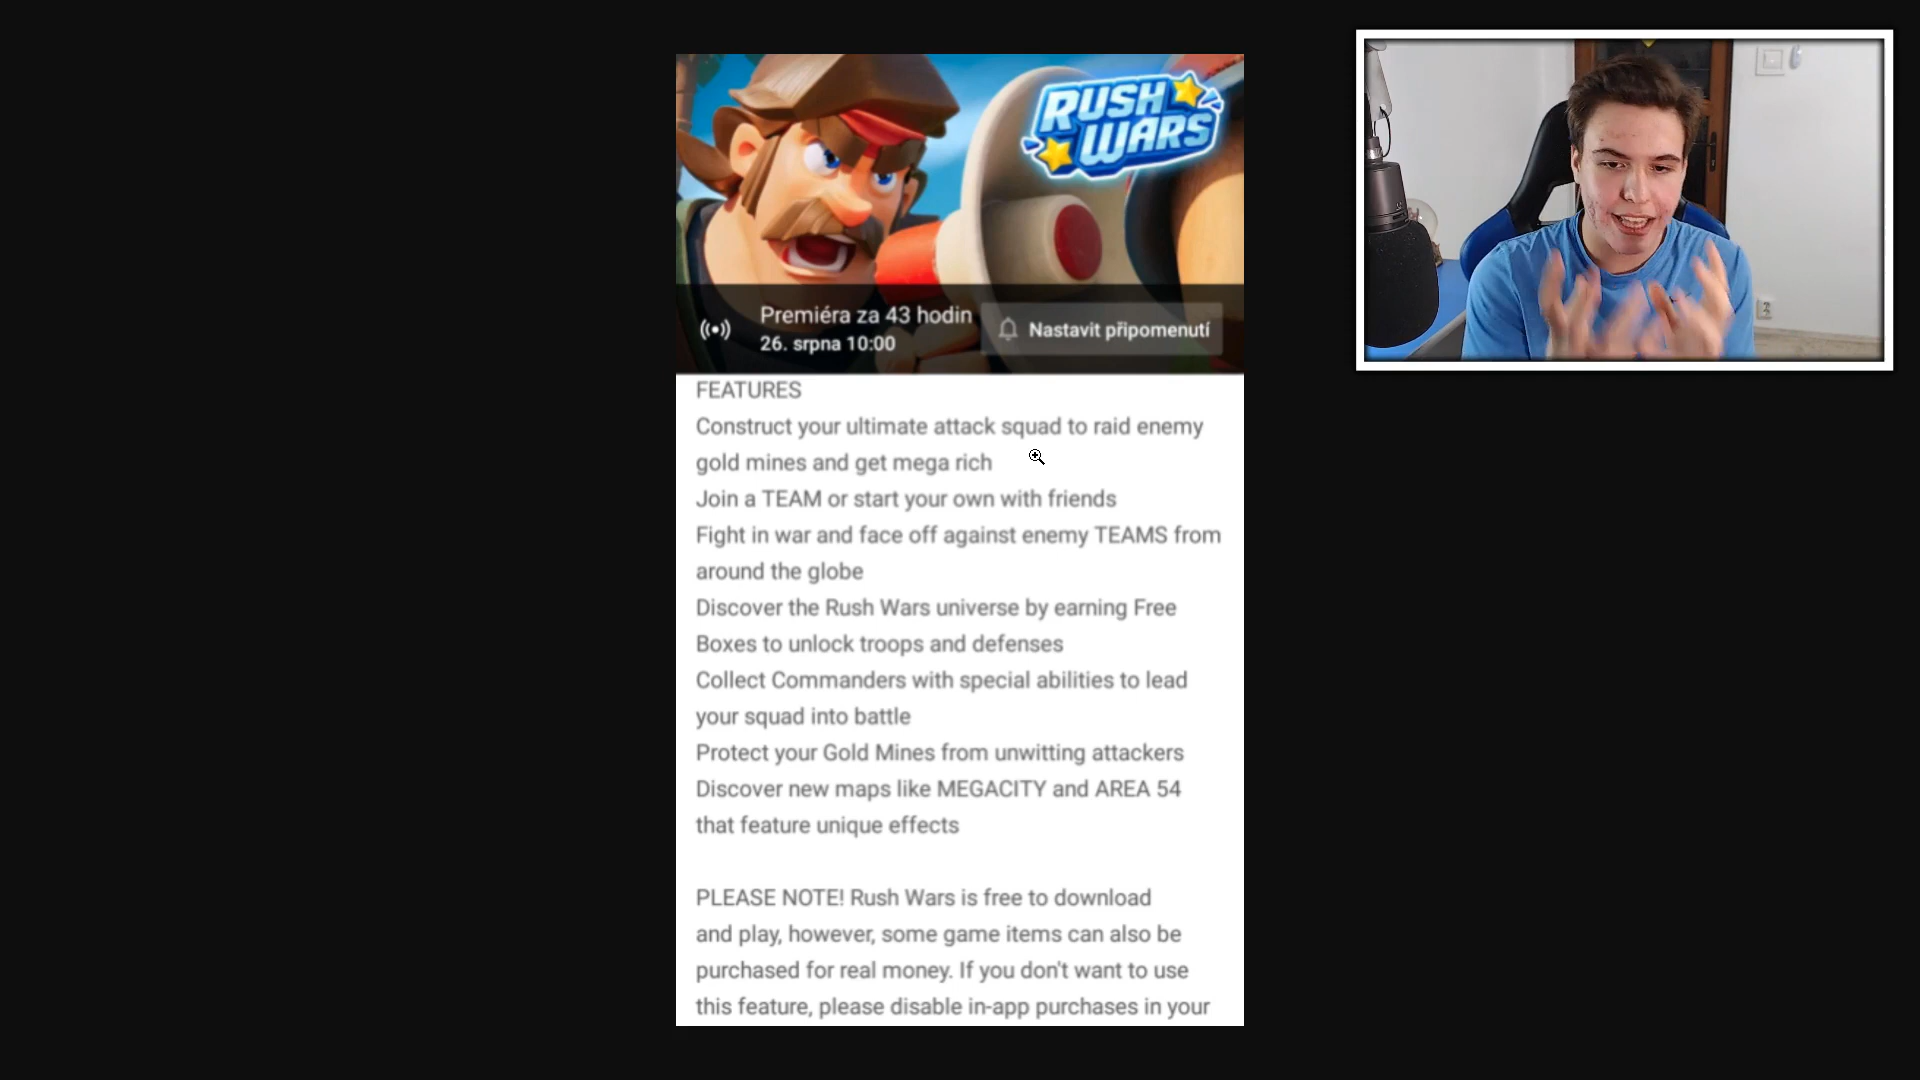 RUSH
WARS
Premiéra za 43 hodin
26. srpna 10:00
Nastavit připomenutí
FEATURES
Construct your ultimate attack squad to raid enemy
gold mines and get mega rich
Join a TEAM or start your own with friends
Fight in war and face off against enemy TEAMS from
around the globe
Discover the Rush Wars universe by earning Free
Boxes to unlock troops and defenses
Collect Commanders with special abilities to lead
your squad into battle
Protect your Gold Mines from unwitting attackers
Discover new maps like MEGACITY and AREA 54
that feature unique effects
PLEASE NOTE! Rush Wars is free to download
and play, however, some game items can also be
purchased for real money. If you don't want to use
this feature, please disable in-app purchases in your